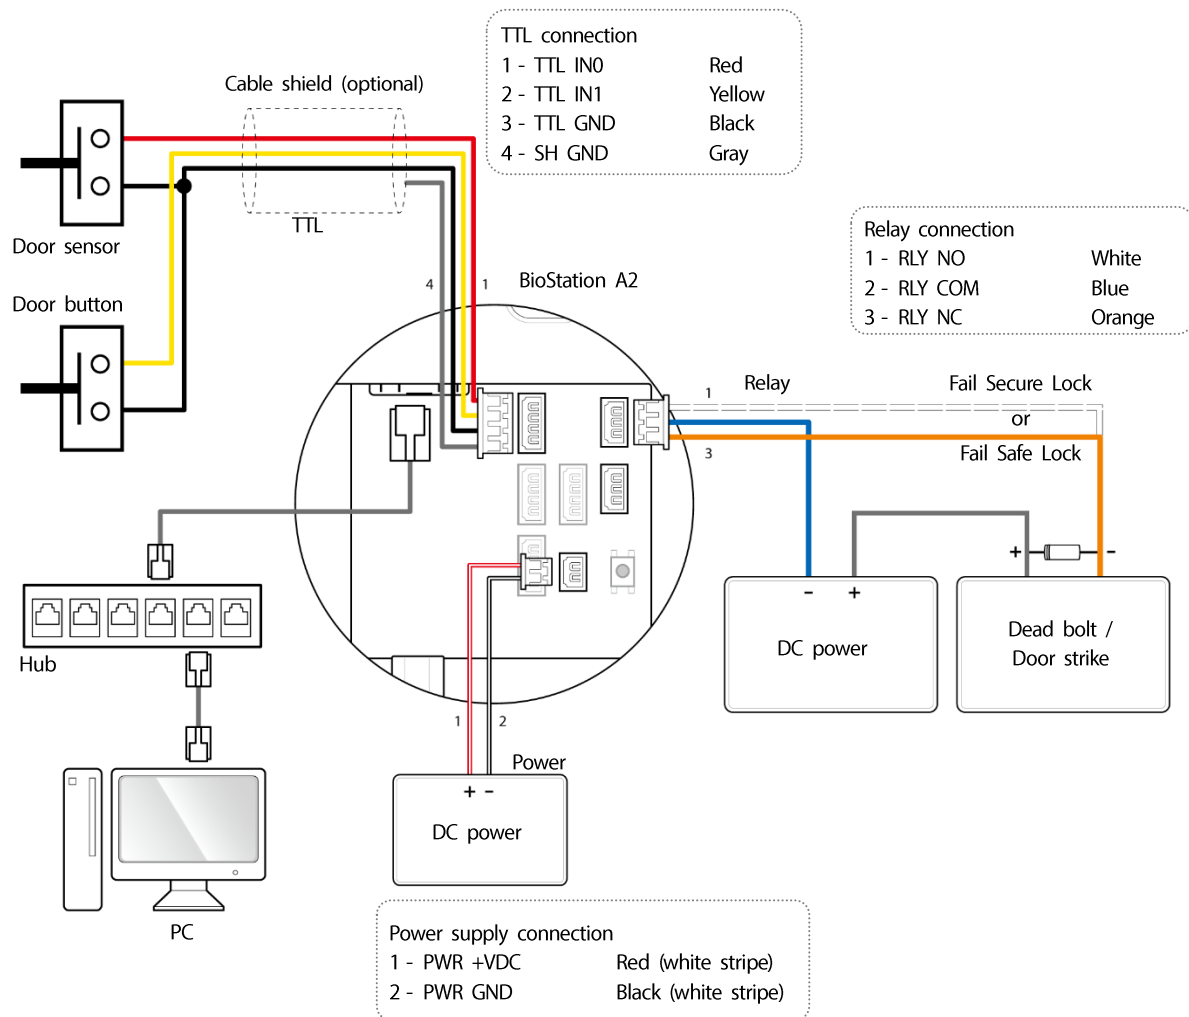 TTL connection
1 - TTL IN0 Red
2 - TTL IN1 Yellow
3 - TTL GND Black
4 - SH GND Gray
Cable shield (optional)
TTL
Door sensor
Door button
4 1
BioStation A2
Relay connection
1 - RLY NO White
2 - RLY COM Blue
3 - RLY NC Orange
1
Relay
Fail Secure Lock
or
Fail Safe Lock
3
+ -
- +
DC power
Dead bolt /
Door strike
Hub
PC
1 2
Power
+ -
DC power
Power supply connection
1 - PWR +VDC Red (white stripe)
2 - PWR GND Black (white stripe)